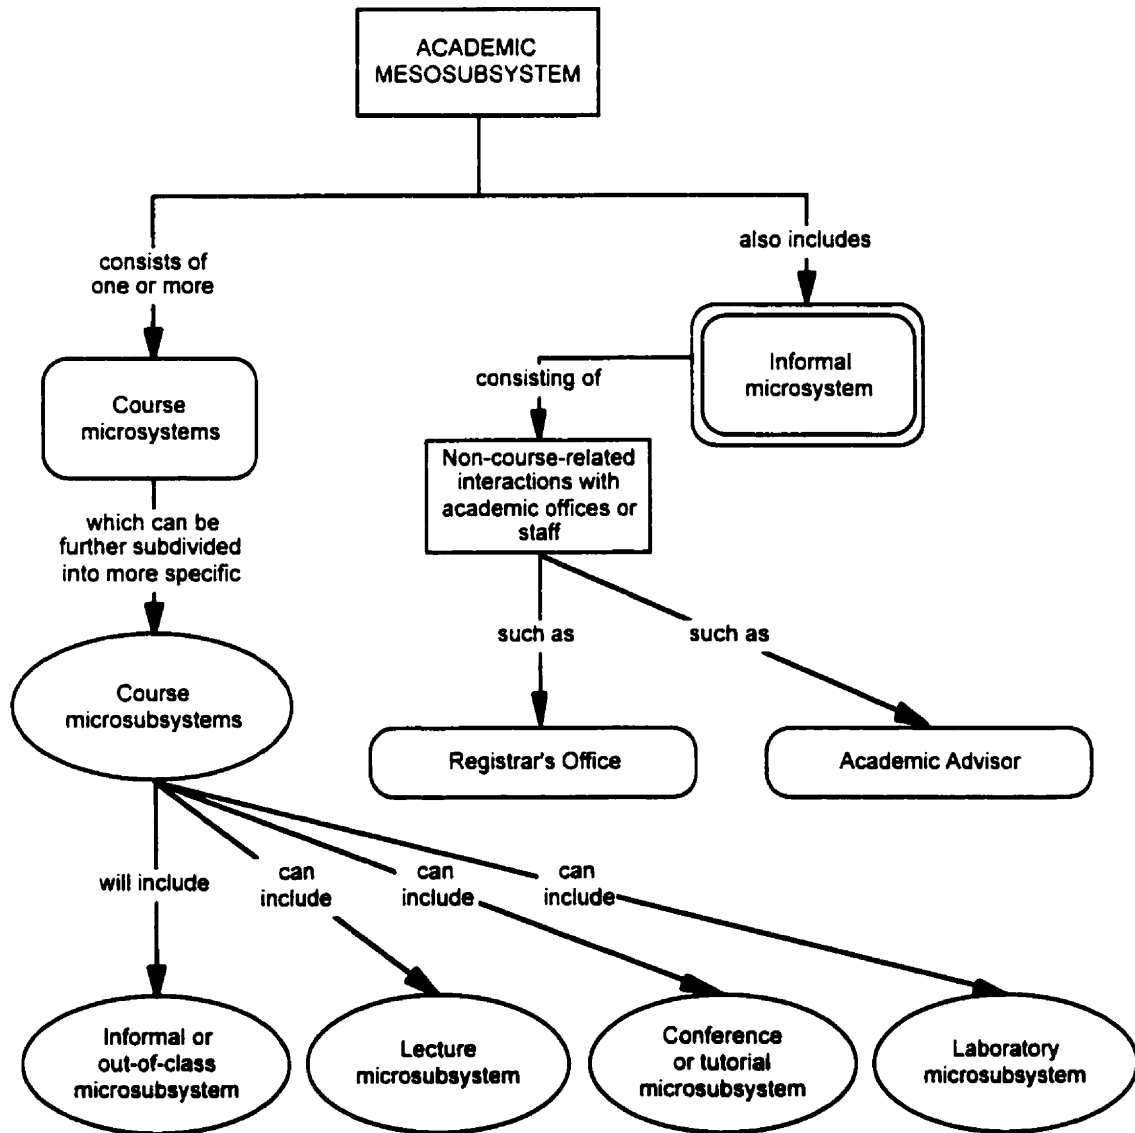 ACADEMIC
MESOSUBSYSTEM
also includes
consists of
one or more
Informal
microsystem
consisting of
Course
microsystems
Non-course-related
interactions with
academic offices or
staff
which can be
further subdivided
into more specific
such as
such as
Course
microsubsystems
Registrar's Office
Academic Advisor
will include
can
include
can
include
can
include
Informal or
out-of-class
microsubsystem
Lecture
microsubsystem
Conference
or tutorial
microsubsystem
Laboratory
microsubsystem